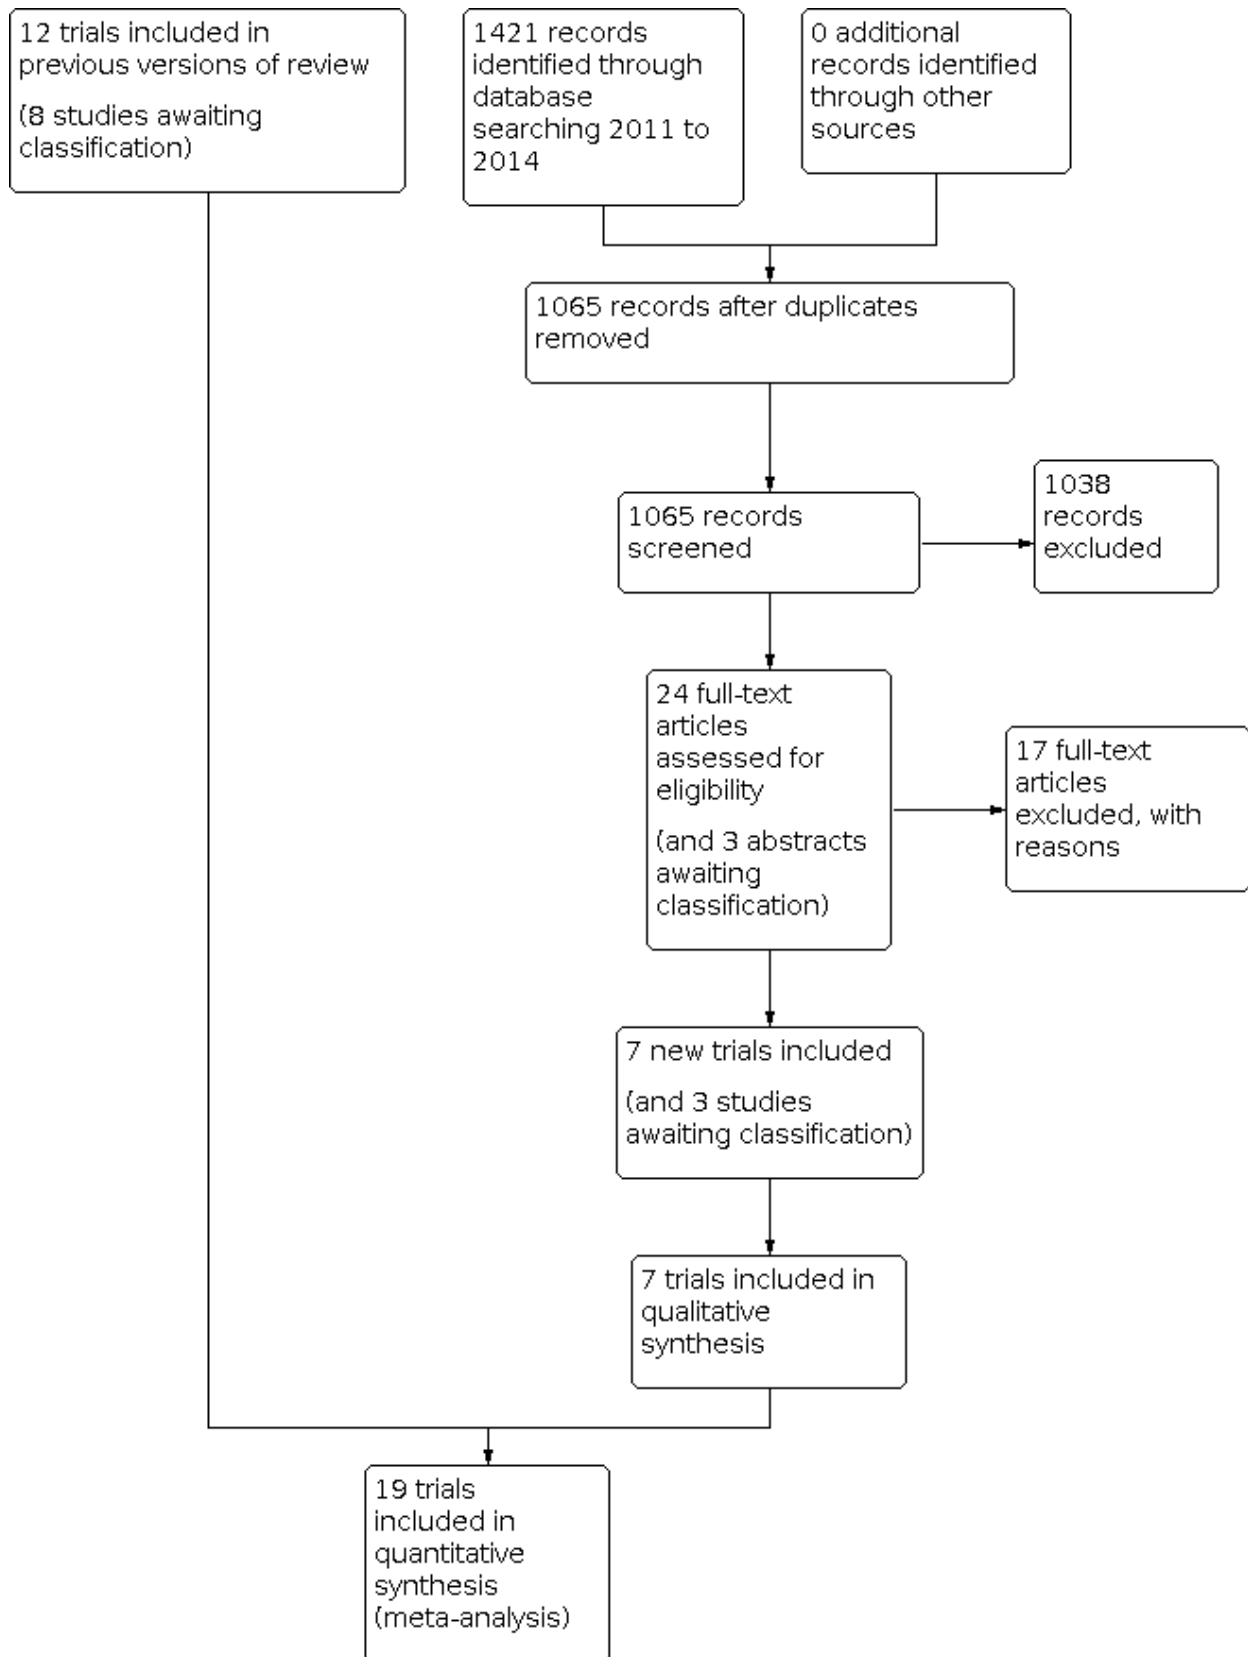 12 trials included in
previous versions of review
(8 studies awaiting
classification)
1421 records
identified through
database
searching 2011 to
2014
0 additional
records identified
through other
sources
1065 records after duplicates
removed
1065 records
screened
1038
records
excluded
24 full-text
articles
assessed for
eligibility
(and 3 abstracts
awaiting
classification)
17 full-text
articles
excluded, with
reasons
7 new trials included
(and 3 studies
awaiting classification)
7 trials included in
qualitative
synthesis
19 trials
included in
quantitative
synthesis
(meta-analysis)